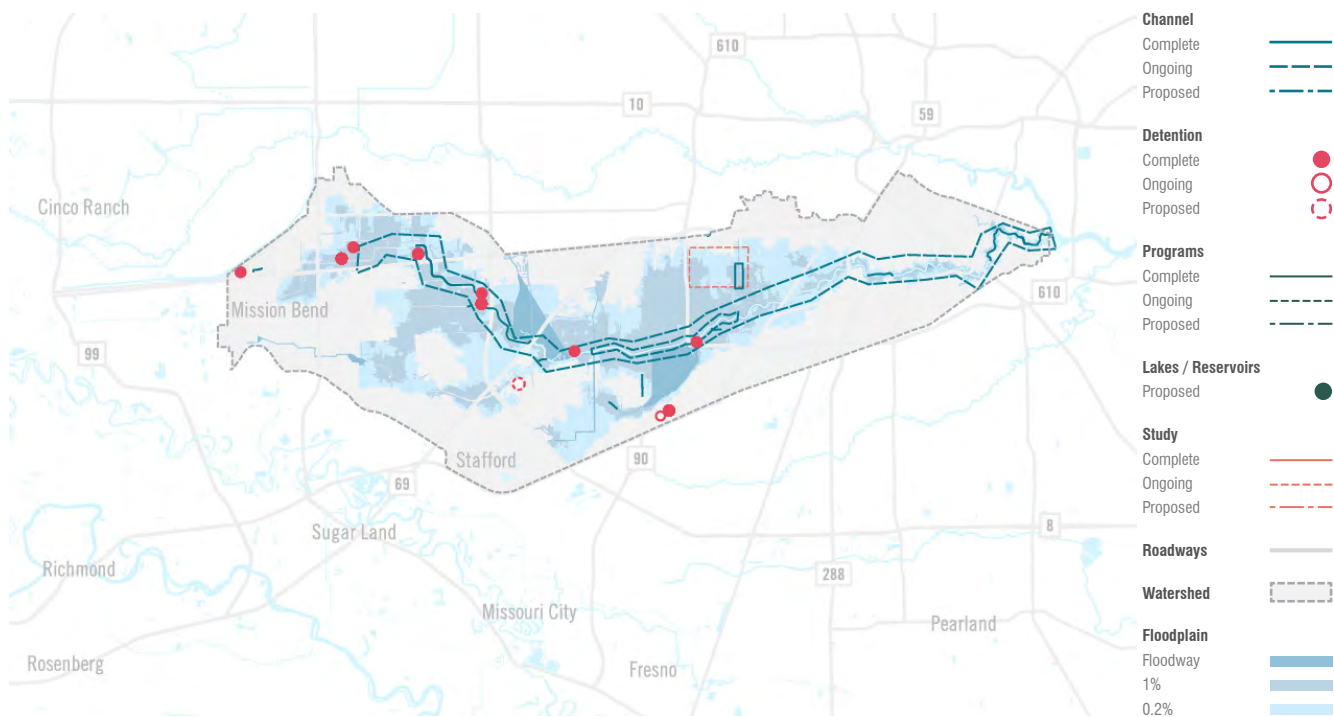 610
10
59
Cinco Ranch
Mission Bend
610
99
Stafford
90
69
Sugar Land
8
Richmond
288
Missouri City
Pearland
Rosenberg
Fresno
Channel
Complete
Ongoing
Proposed
Detention
Complete
Ongoing
Proposed
Programs
Complete
Ongoing
Proposed
Lakes / Reservoirs
Proposed
Study
Complete
Ongoing
Proposed
Roadways
Watershed
Floodplain
Floodway
1%
0.2%